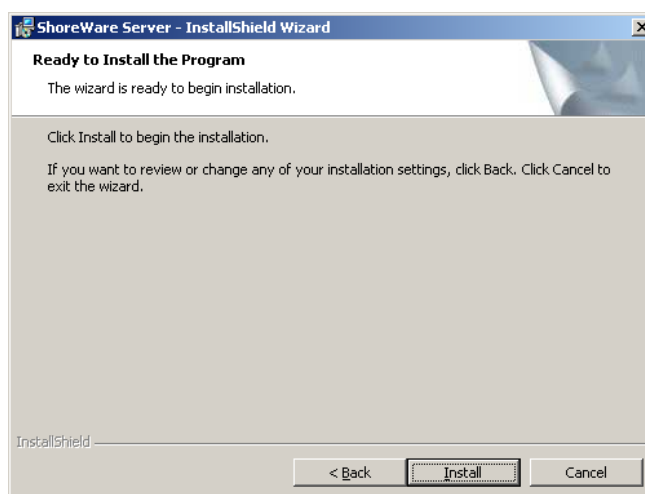 ShoreWare Server - InstallShield Wizard
Ready to Install the Program
The wizard is ready to begin installation.
Click Install to begin the installation.
If you want to review or change any of your installation settings, click Back. Click Cancel to
exit the wizard.
InstallShield
< Back
Install
Cancel